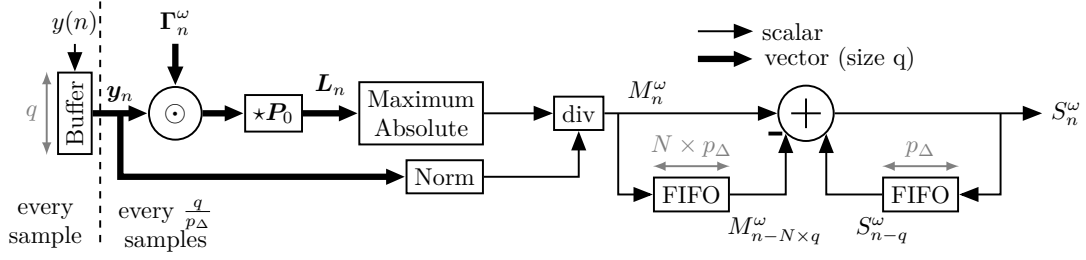 y(n)
Γ_n^ω
scalar
vector (size q)
q
Buffer
y_n
⊙
⋆P_0
L_n
Maximum
Absolute
div
M_n^ω
+
-
S_n^ω
N × p_Δ
p_Δ
Norm
FIFO
FIFO
every
sample
every q/p_Δ
samples
M_{n−N×q}^ω
S_{n−q}^ω